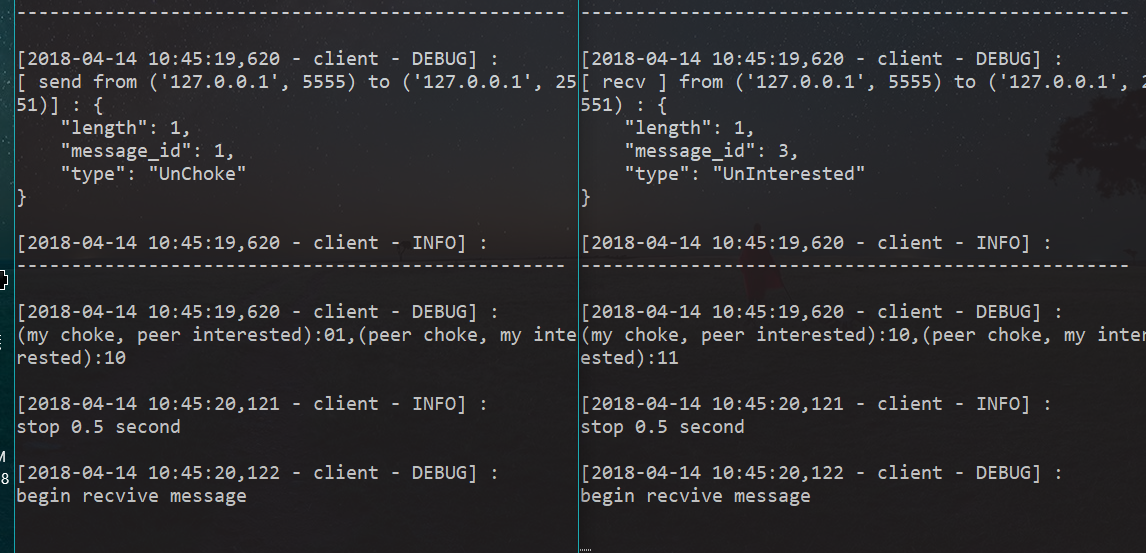 ------------------------------------------------
[2018-04-14 10:45:19,620 - client - DEBUG] :
[ send from ('127.0.0.1', 5555) to ('127.0.0.1', 25
51)] : {
    "length": 1,
    "message_id": 1,
    "type": "UnChoke"
}
[2018-04-14 10:45:19,620 - client - INFO] :
------------------------------------------------
[2018-04-14 10:45:19,620 - client - DEBUG] :
(my choke, peer interested):01,(peer choke, my inte
rested):10
[2018-04-14 10:45:20,121 - client - INFO] :
stop 0.5 second
[2018-04-14 10:45:20,122 - client - DEBUG] :
begin recvive message
------------------------------------------------
[2018-04-14 10:45:19,620 - client - DEBUG] :
[ recv ] from ('127.0.0.1', 5555) to ('127.0.0.1', 2
551) : {
    "length": 1,
    "message_id": 3,
    "type": "UnInterested"
}
[2018-04-14 10:45:19,620 - client - INFO] :
------------------------------------------------
[2018-04-14 10:45:19,620 - client - DEBUG] :
(my choke, peer interested):10,(peer choke, my inter
ested):11
[2018-04-14 10:45:20,121 - client - INFO] :
stop 0.5 second
[2018-04-14 10:45:20,122 - client - DEBUG] :
begin recvive message